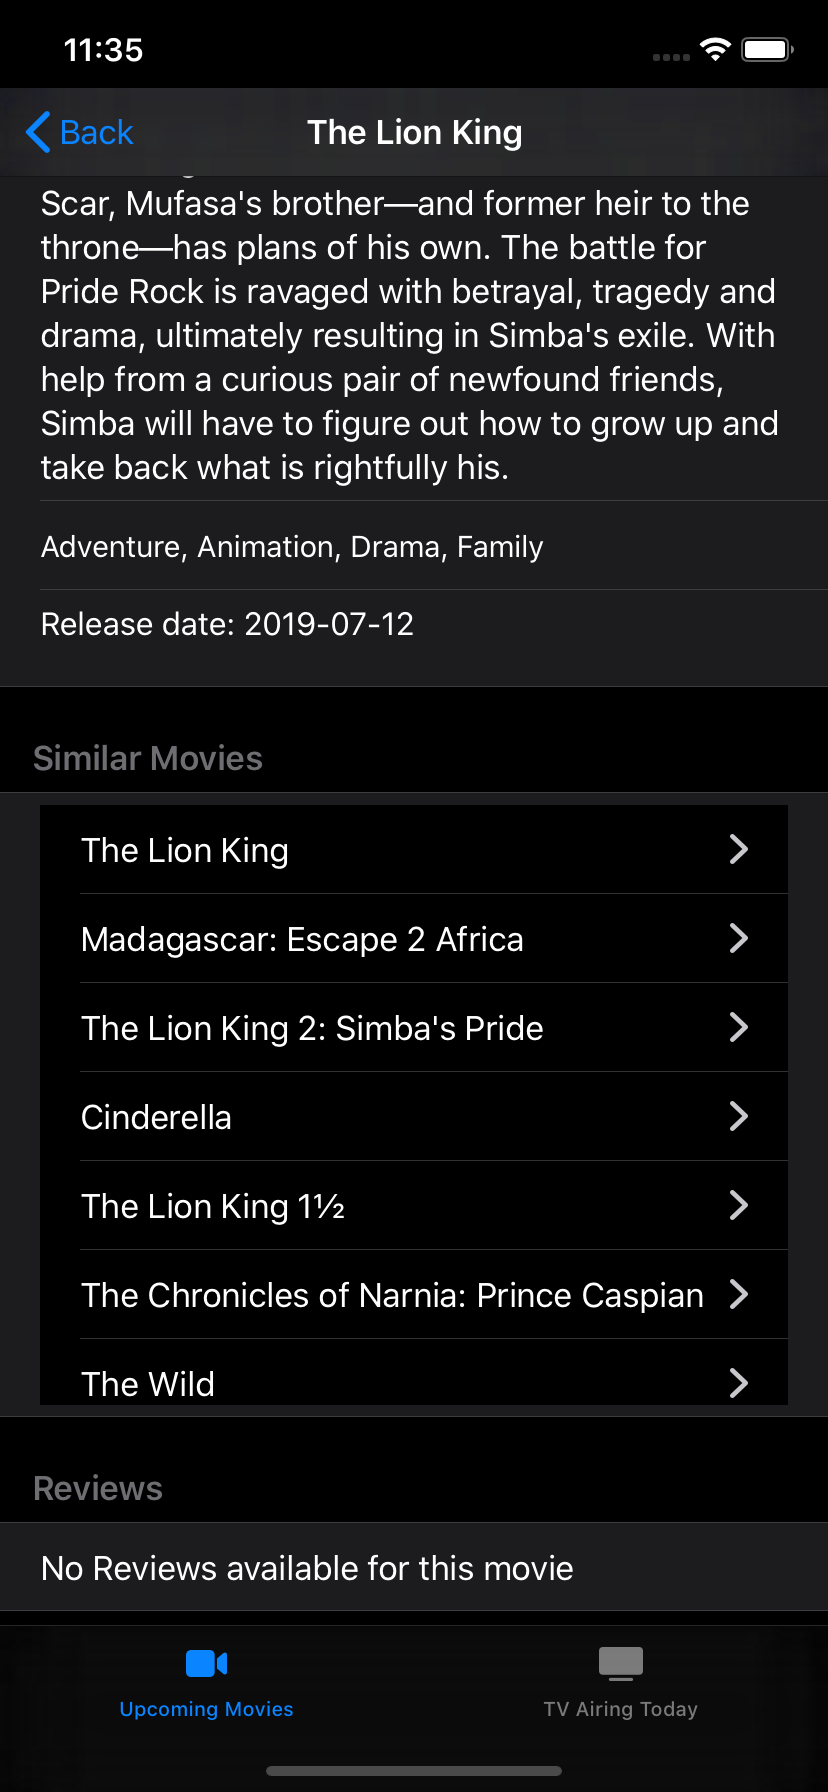 11:35
Back
The Lion King
Scar, Mufasa's brother—and former heir to the
throne—has plans of his own. The battle for
Pride Rock is ravaged with betrayal, tragedy and
drama, ultimately resulting in Simba's exile. With
help from a curious pair of newfound friends,
Simba will have to figure out how to grow up and
take back what is rightfully his.
Adventure, Animation, Drama, Family
Release date: 2019-07-12
Similar Movies
The Lion King
Madagascar: Escape 2 Africa
The Lion King 2: Simba's Pride
Cinderella
The Lion King 1½
The Chronicles of Narnia: Prince Caspian
The Wild
Reviews
No Reviews available for this movie
Upcoming Movies
TV Airing Today